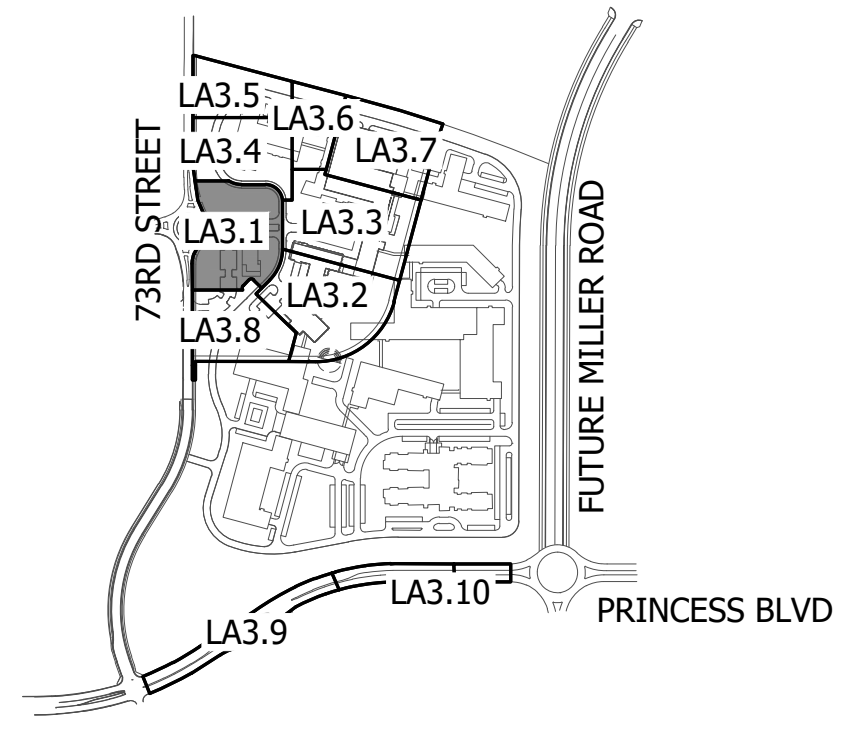 LA3.5
LA3.6
LA3.4
LA3.7
73RD STREET
LA3.1
LA3.3
LA3.2
LA3.8
FUTURE MILLER ROAD
LA3.10
PRINCESS BLVD
LA3.9